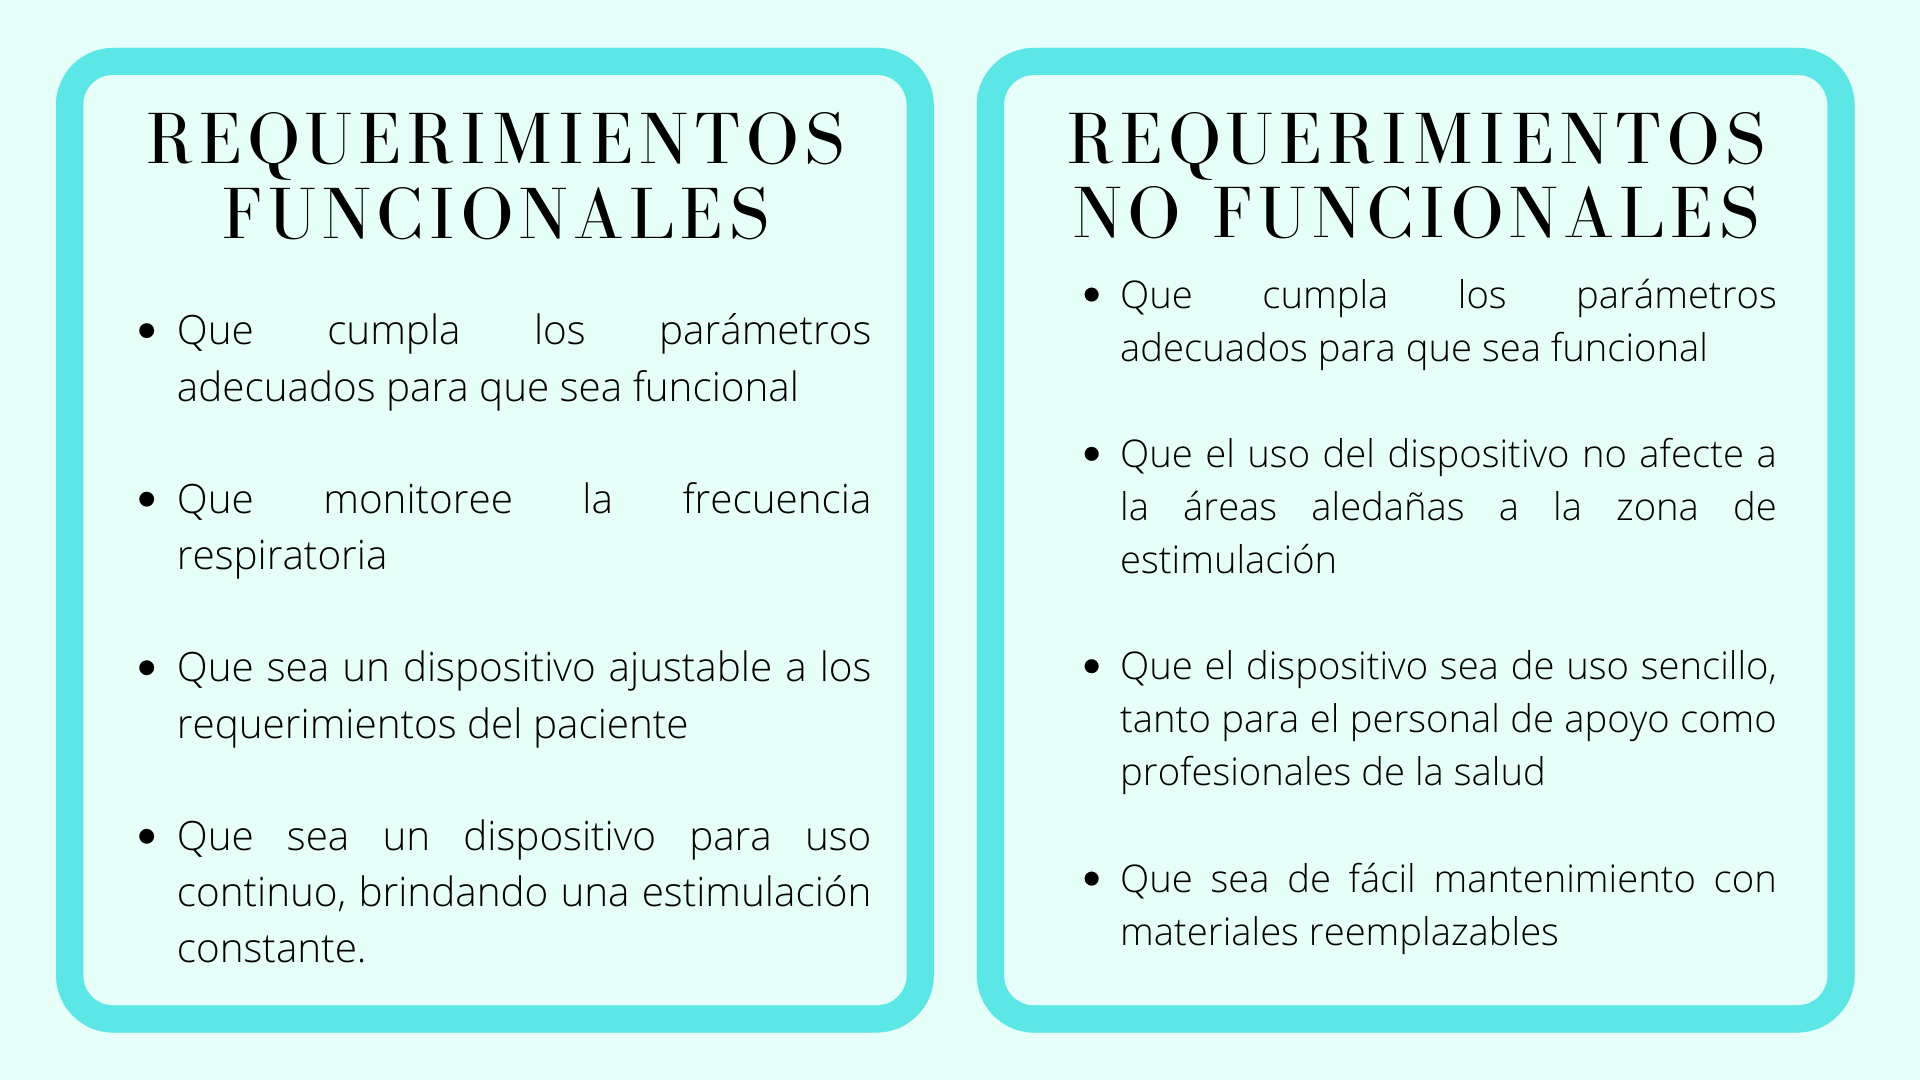 REQUERIMIENTOS
FUNCIONALES
• Que cumpla los parámetros
adecuados para que sea funcional
• Que monitoree la frecuencia
respiratoria
• Que sea un dispositivo ajustable a los
requerimientos del paciente
• Que sea un dispositivo para uso
continuo, brindando una estimulación
constante.
REQUERIMIENTOS
NO FUNCIONALES
• Que cumpla los parámetros
adecuados para que sea funcional
• Que el uso del dispositivo no afecte a
la áreas aledañas a la zona de
estimulación
• Que el dispositivo sea de uso sencillo,
tanto para el personal de apoyo como
profesionales de la salud
• Que sea de fácil mantenimiento con
materiales reemplazables